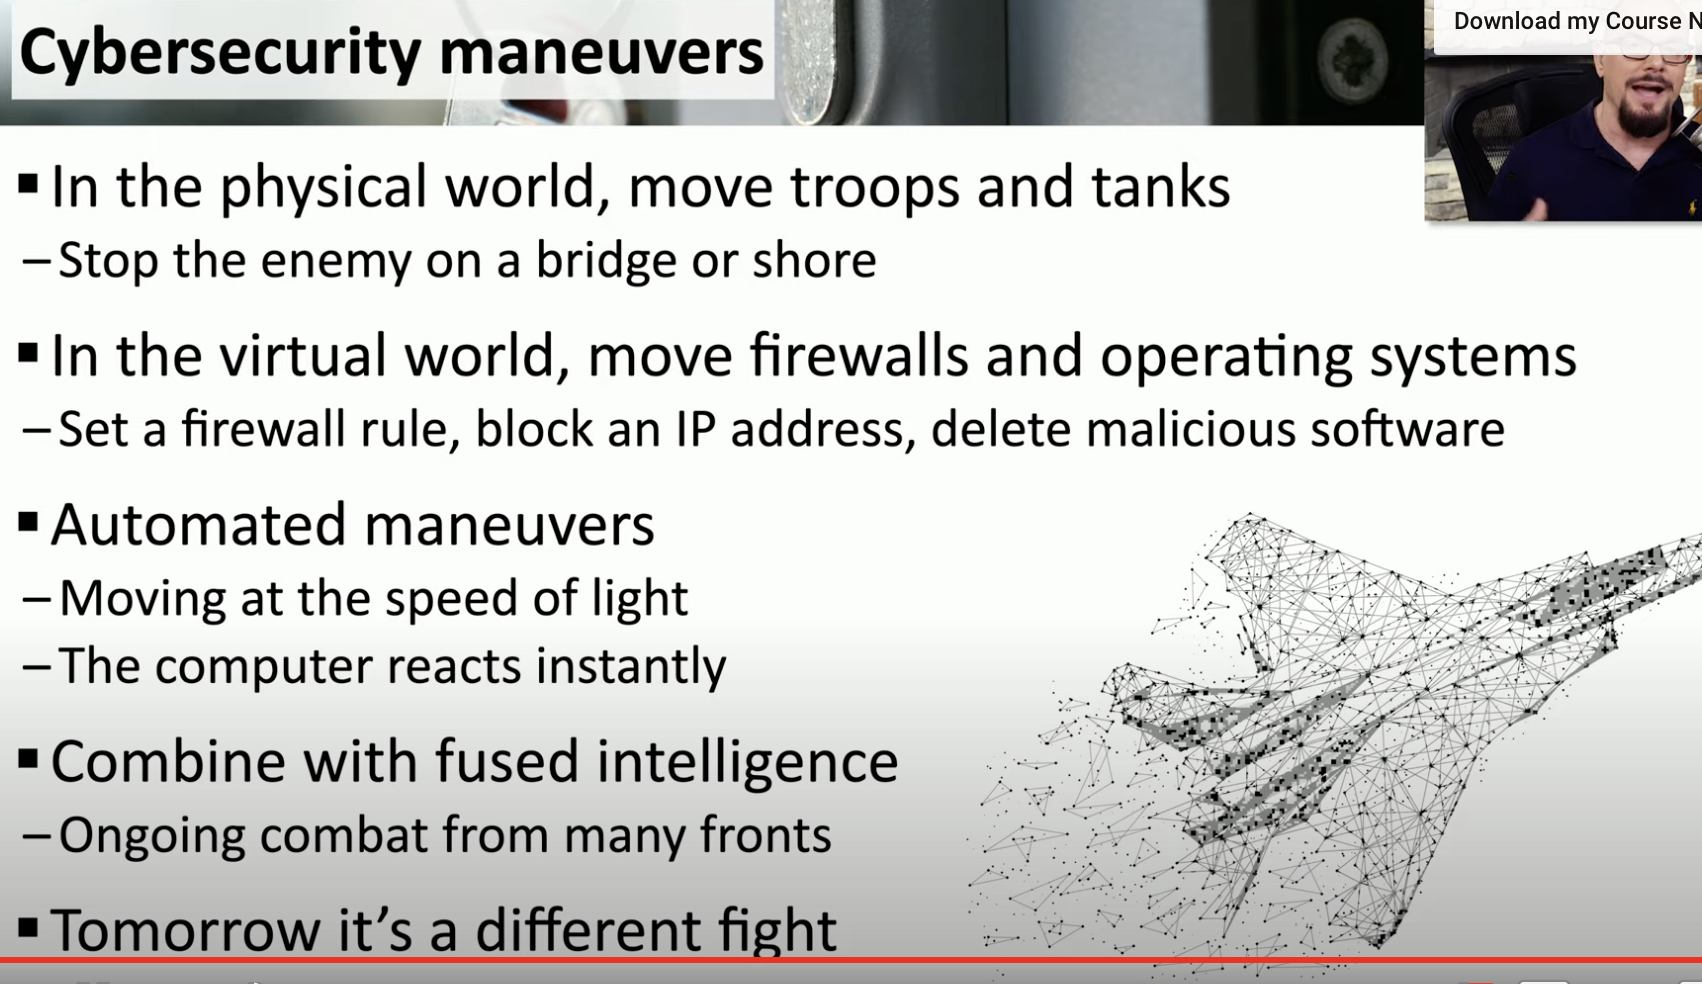 Cybersecurity maneuvers
Download my Course N
▪ In the physical world, move troops and tanks
– Stop the enemy on a bridge or shore
▪ In the virtual world, move firewalls and operating systems
– Set a firewall rule, block an IP address, delete malicious software
▪ Automated maneuvers
– Moving at the speed of light
– The computer reacts instantly
▪ Combine with fused intelligence
– Ongoing combat from many fronts
▪ Tomorrow it's a different fight